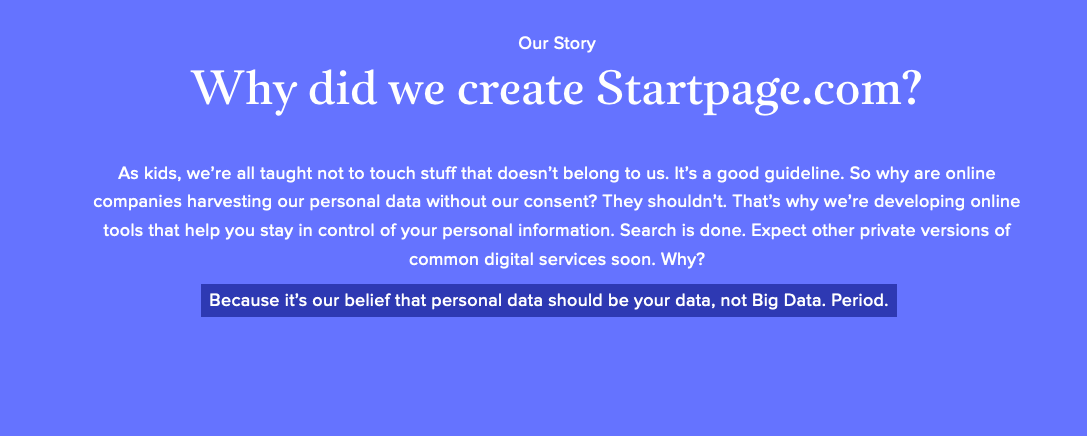 Our Story
Why did we create Startpage.com?
As kids, we’re all taught not to touch stuff that doesn’t belong to us. It’s a good guideline. So why are online
companies harvesting our personal data without our consent? They shouldn’t. That’s why we’re developing online
tools that help you stay in control of your personal information. Search is done. Expect other private versions of
common digital services soon. Why?
Because it’s our belief that personal data should be your data, not Big Data. Period.